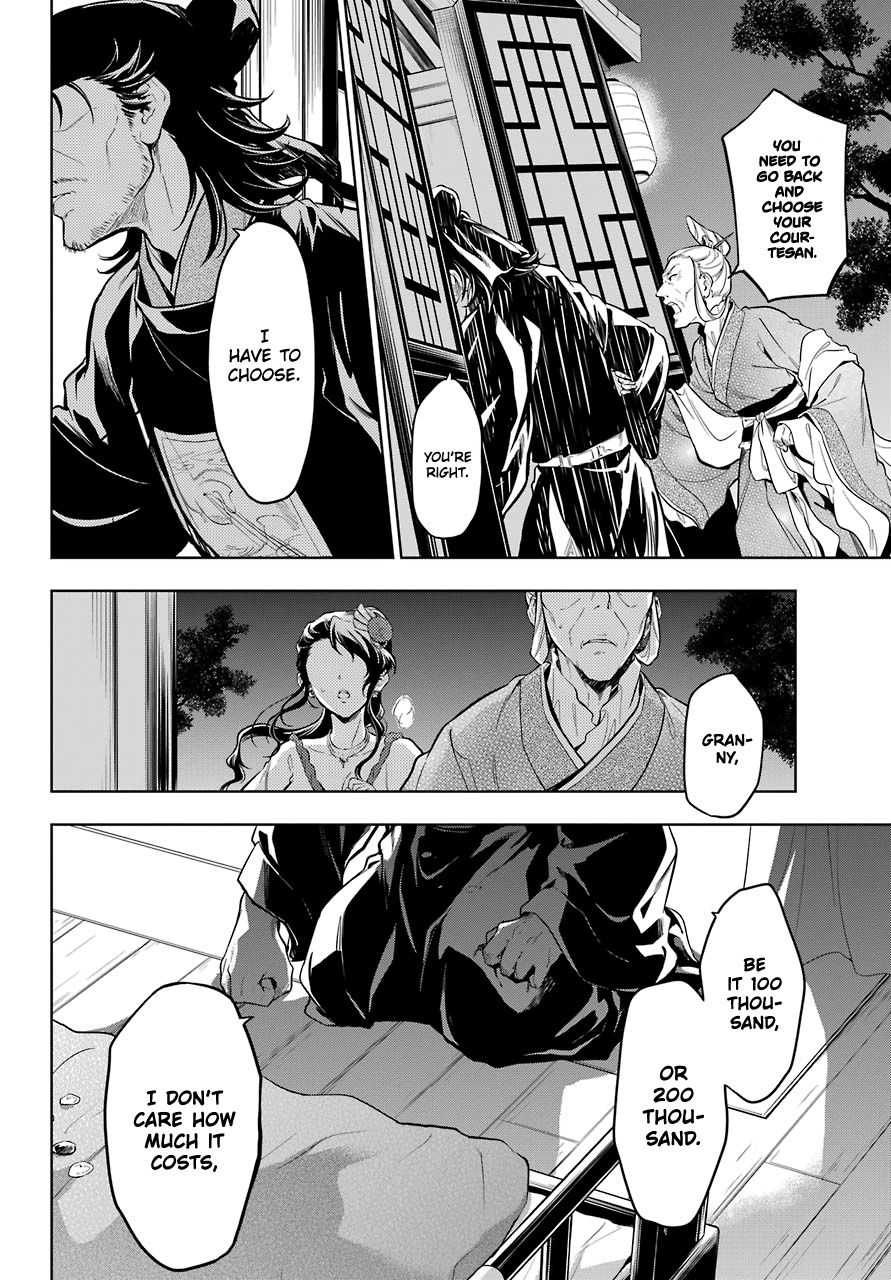 YOU
NEED TO
GO BACK
AND
CHOOSE
YOUR
COUR-
TESAN.
YOU'RE
RIGHT.
I
HAVE TO
CHOOSE.
GRAN-
NY,
BE
IT 100
THOU-
SAND,
OR
200
THOU-
SAND.
I DON'T
CARE HOW
MUCH IT
COSTS,